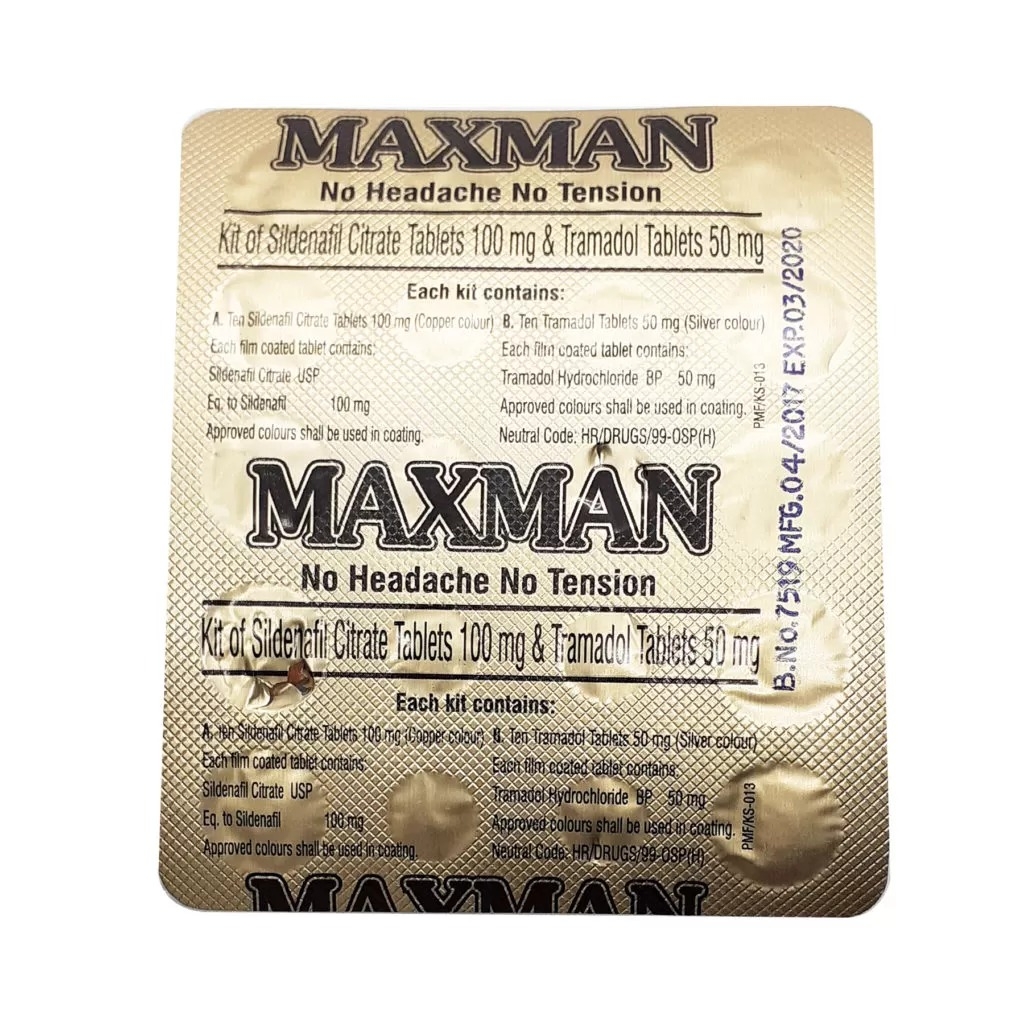 MAXMAN
No Headache No Tension
Kit of Sildenafil Citrate Tablets 100 mg & Tramadol Tablets 50 mg
Each kit contains:
A. Ten Sildenafil Citrate Tablets 100 mg (Copper colour)
Each film coated tablet contains:
Sildenafil Citrate USP
Eq. to Sildenafil 100 mg
Approved colours shall be used in coating.
B. Ten Tramadol Tablets 50 mg (Silver colour)
Each film coated tablet contains:
Tramadol Hydrochloride BP 50 mg
Approved colours shall be used in coating.
Neutral Code: HR/DRUGS/99-OSP(H)
PMF/KS-013
B.No.7519 MFG.04/2017 EXP.03/2020
MAXMAN
No Headache No Tension
Kit of Sildenafil Citrate Tablets 100 mg & Tramadol Tablets 50 mg
Each kit contains:
A. Ten Sildenafil Citrate Tablets 100 mg (Copper colour)
Each film coated tablet contains:
Sildenafil Citrate USP
Eq. to Sildenafil 100 mg
Approved colours shall be used in coating.
B. Ten Tramadol Tablets 50 mg (Silver colour)
Each film coated tablet contains:
Tramadol Hydrochloride BP 50 mg
Approved colours shall be used in coating.
Neutral Code: HR/DRUGS/99-OSP(H)
PMF/KS-013
MAXMAN